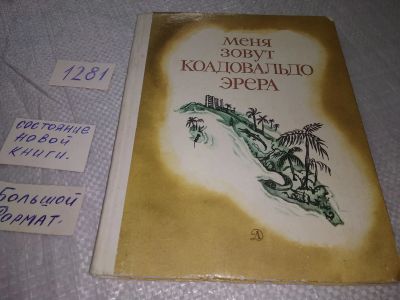 1281
состояние
новой
книги.
Большой
Формат.
МЕНЯ
ЗОВУТ
КОАДОВАЛЬДО
ЭРЕРА
Д